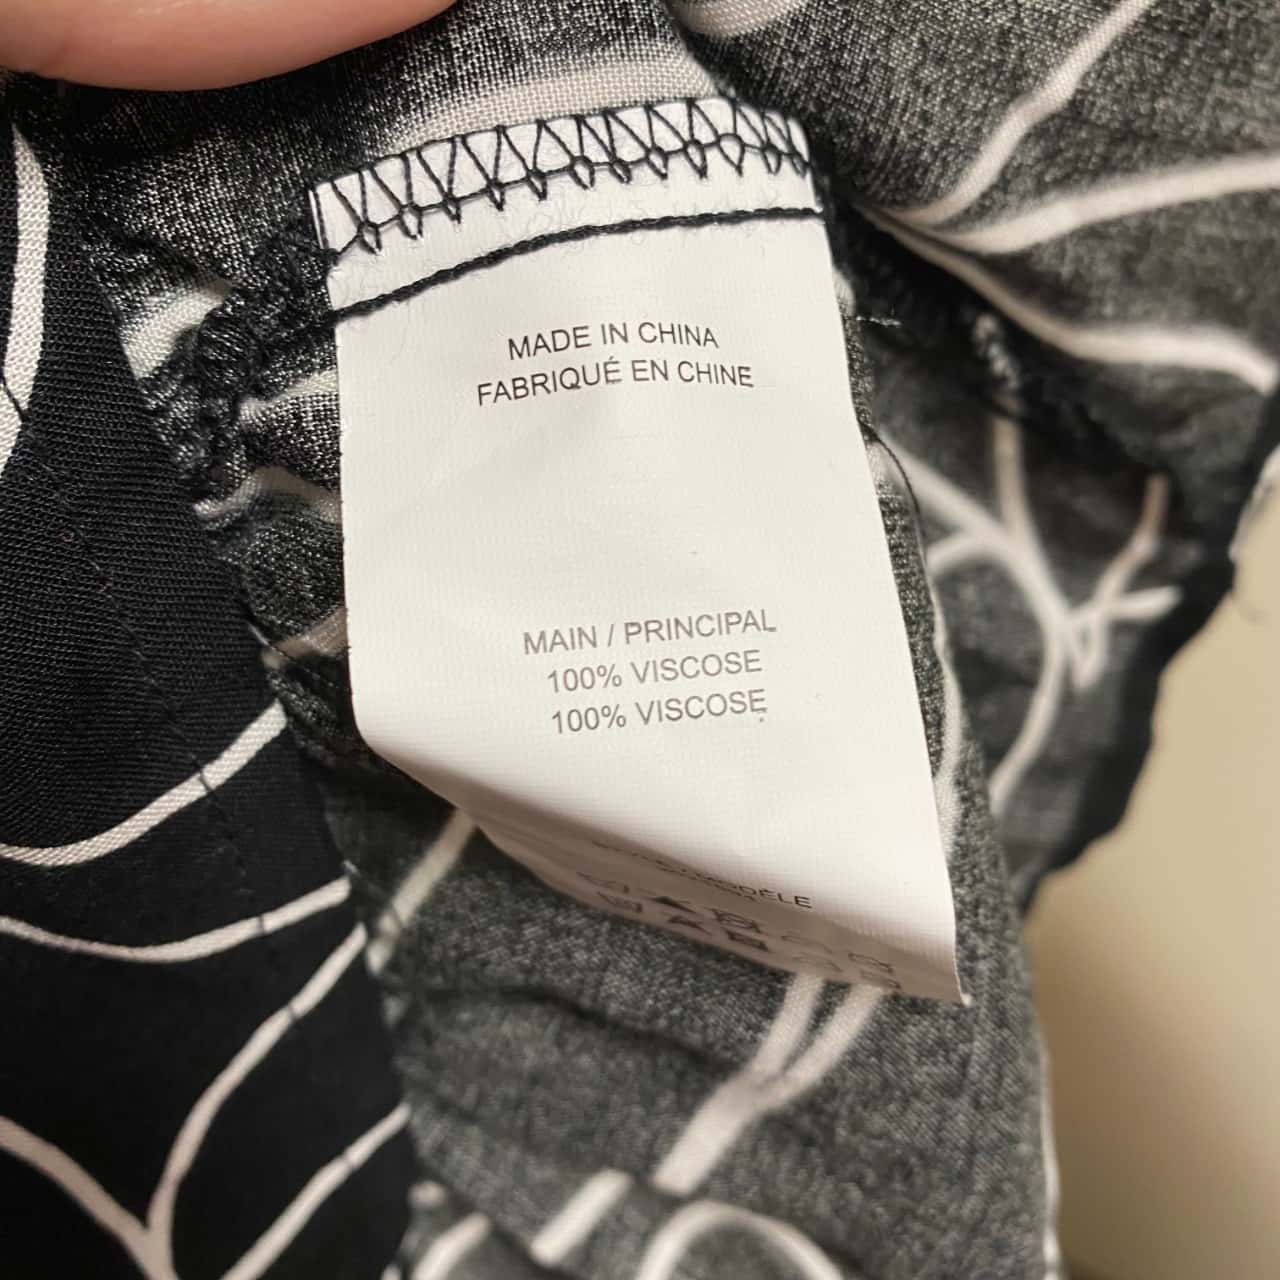 MADE IN CHINA
FABRIQUÉ EN CHINE
MAIN / PRINCIPAL
100% VISCOSE
100% VISCOSE